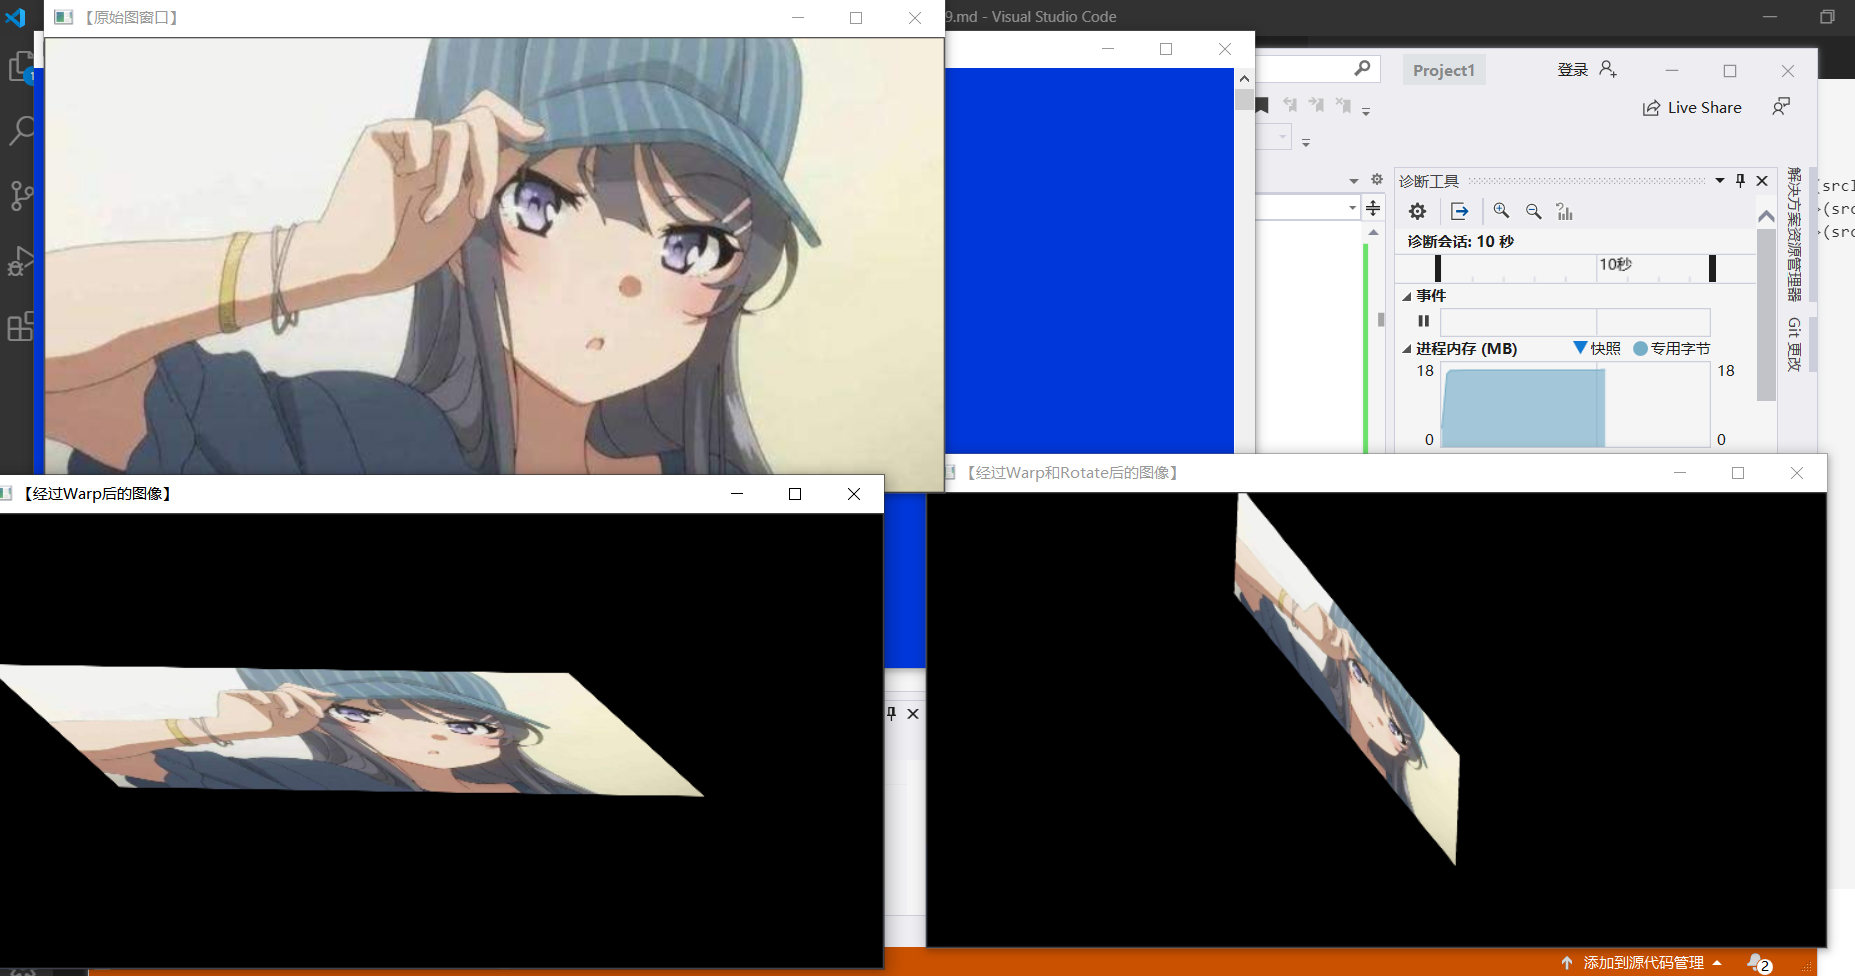 【原始图窗口】
9.md - Visual Studio Code
1
Project1
登录
Live Share
诊断工具
解决方案资源管理器
Git 更改
(src
(src
诊断会话: 10 秒
10秒
事件
进程内存 (MB)
快照
专用字节
18
18
0
0
【经过Warp后的图像】
【经过Warp和Rotate后的图像】
添加到源代码管理
2